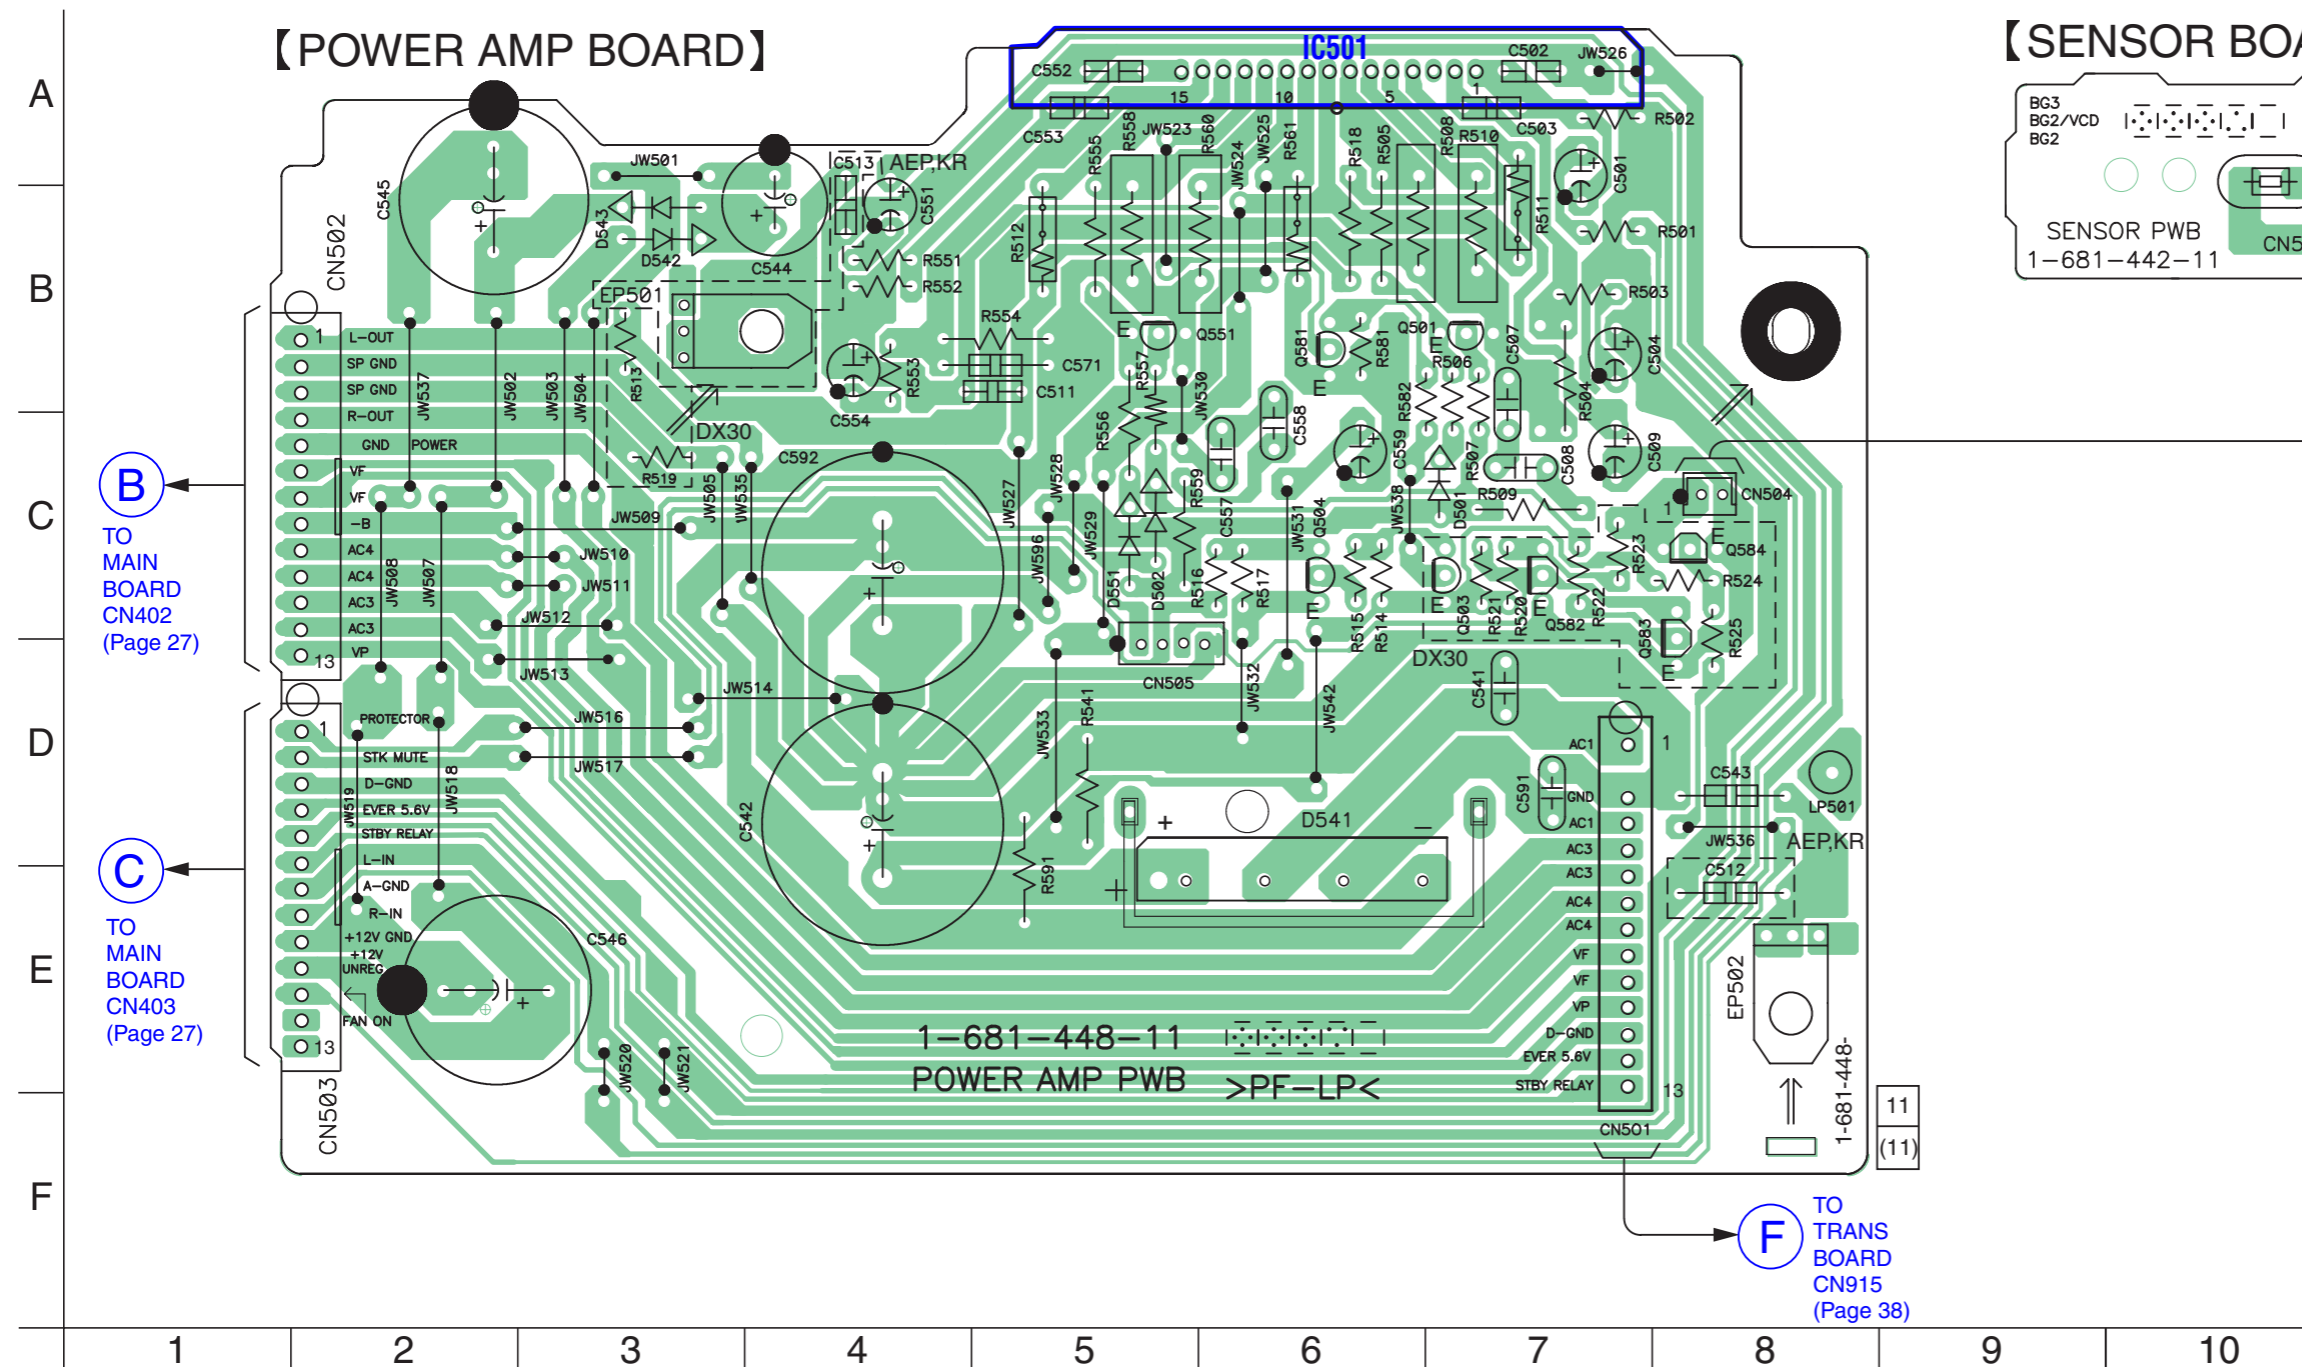 【POWER AMP BOARD】
【SENSOR BOA
A
B
C
D
E
F
IC501
C552
C502
JW526
15
10
5
1
C553
C503
R502
R555
R558
JW523
R560
JW524
JW525
R561
R518
R505
R508
R510
C501
R511
R501
R503
R512
BG3
BG2/VCD
BG2
SENSOR PWB
1-681-442-11
CN5
JW501
C513
AEP,KR
C551
C545
CN502
D543
D542
C544
R551
R552
EP501
R554
E
Q551
Q581
R581
Q501
E
R506
C507
C504
1
L-OUT
SP GND
SP GND
R-OUT
GND POWER
VF
VF
-B
AC4
AC4
AC3
AC3
VP
13
JW537
JW502
JW503
JW504
R513
R553
C554
C571
C511
R557
R556
JW530
E
R582
R504
DX30
R519
C592
C558
C559
R507
C508
C509
JW505
JW535
JW527
JW528
JW529
JW596
R559
C557
JW531
Q504
JW538
D501
R509
CN504
1
E
Q584
R523
R524
JW509
JW510
JW511
JW508
JW507
JW512
JW513
JW514
D551
D502
R516
R517
E
R515
R514
E
Q503
R521
R520
E
Q582
R522
Q583
R525
E
B
TO
MAIN
BOARD
CN402
(Page 27)
CN505
JW532
JW542
DX30
C541
1
PROTECTOR
STK MUTE
D-GND
EVER 5.6V
STBY RELAY
L-IN
A-GND
R-IN
+12V GND
+12V
UNREG
FAN ON
13
JW516
JW517
JW519
JW518
JW533
R541
C542
R591
+
D541
-
+
C591
AC1
GND
AC1
AC3
AC3
AC4
AC4
VF
VF
VP
D-GND
EVER 5.6V
STBY RELAY
1
13
C543
LP501
JW536
AEP,KR
C512
C
TO
MAIN
BOARD
CN403
(Page 27)
C546
EP502
JW520
JW521
1-681-448-11
POWER AMP PWB >PF-LP<
1-681-448-
11
(11)
CN503
CN501
F
TO
TRANS
BOARD
CN915
(Page 38)
1
2
3
4
5
6
7
8
9
10